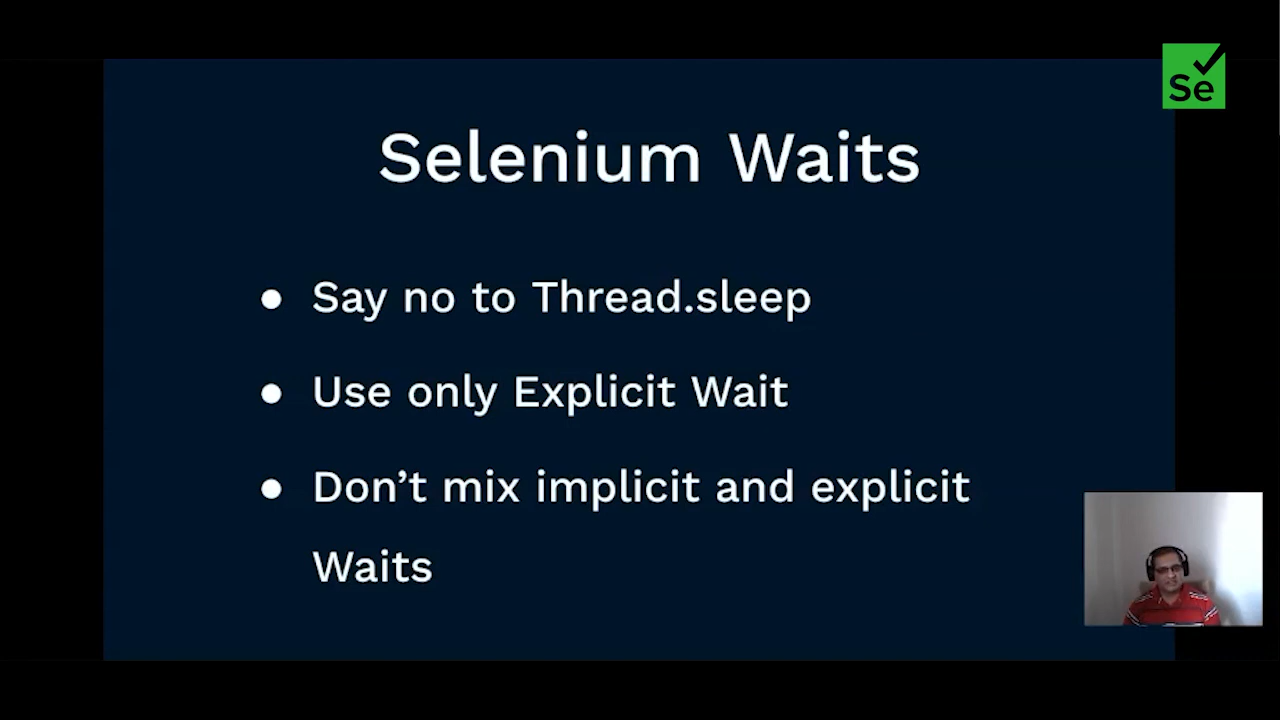 Se
Selenium Waits
● Say no to Thread.sleep
● Use only Explicit Wait
● Don’t mix implicit and explicit
Waits